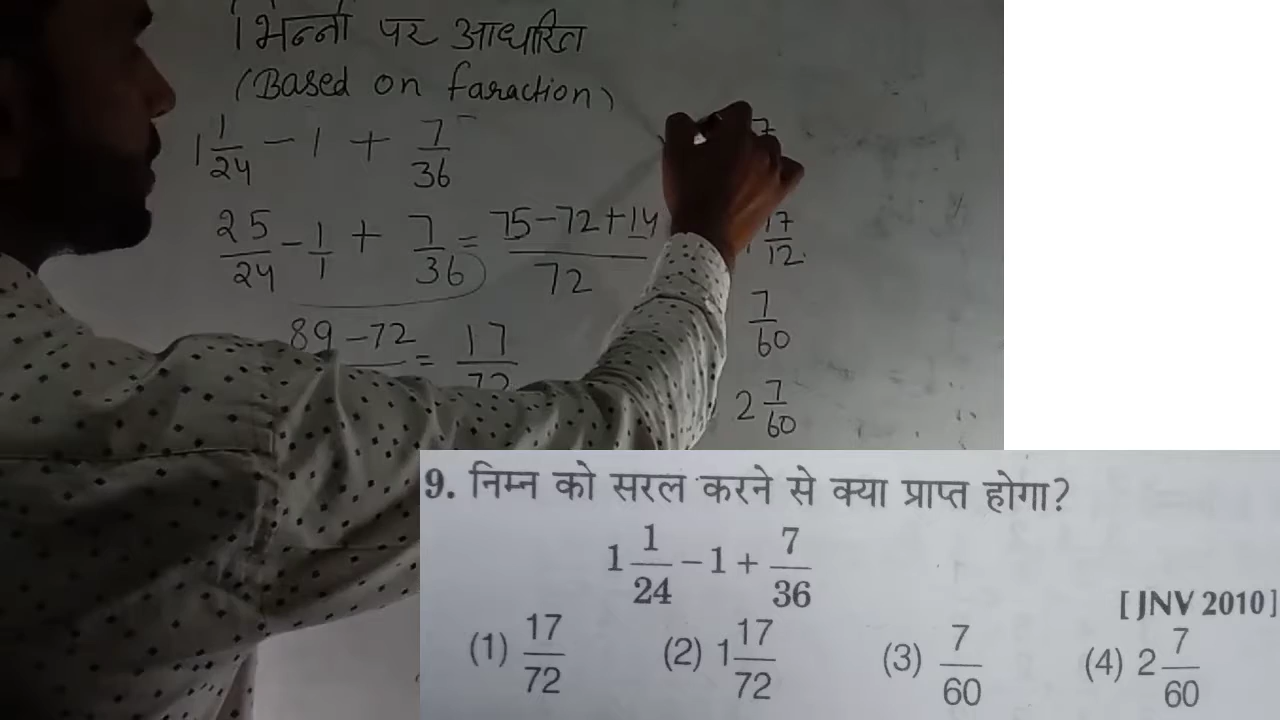 भिन्नो पर आधारित
(Based on faraction)
1 1/24 - 1 + 7/36
25/24 - 1/1 + 7/36 = 75-72+14/72
89-72 = 17/72
7
17/12
7/60
2 7/60
9. निम्न को सरल करने से क्या प्राप्त होगा?
1 1/24 - 1 + 7/36
[JNV 2010]
(1) 17/72 (2) 1 17/72 (3) 7/60 (4) 2 7/60